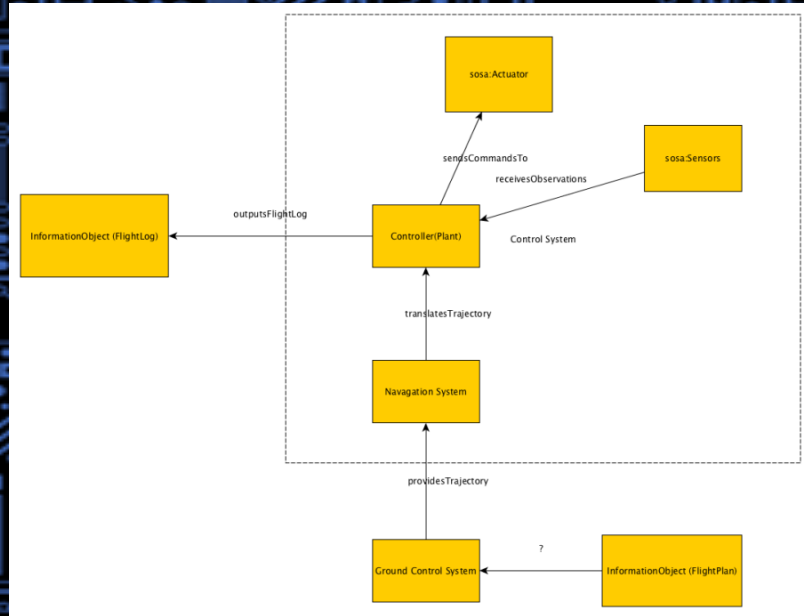 sosa:Actuator
sendsCommandsTo
sosa:Sensors
receivesObservations
outputsFlightLog
InformationObject (FlightLog)
Controller(Plant)
Control System
translatesTrajectory
Navagation System
providesTrajectory
?
Ground Control System
InformationObject (FlightPlan)